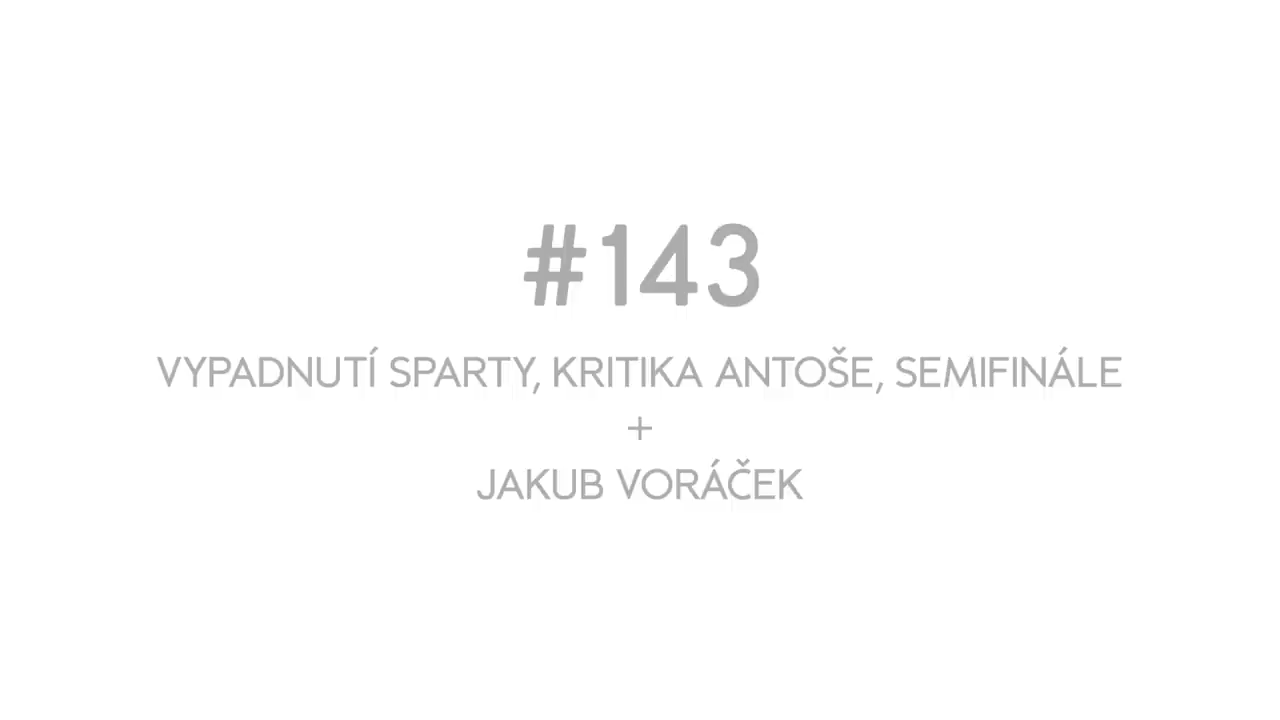 #143
VYPADNUTÍ SPARTY, KRITIKA ANTOŠE, SEMIFINÁLE
+
JAKUB VORÁČEK